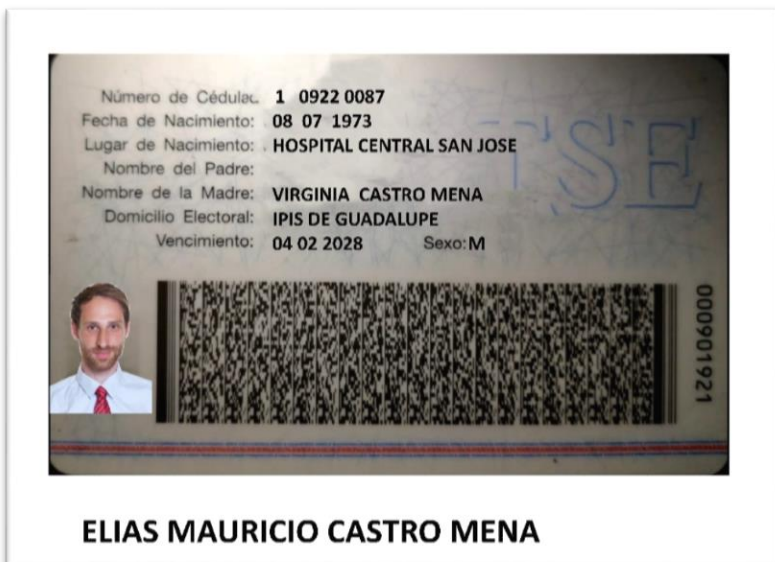 Número de Cédula: 1 0922 0087
Fecha de Nacimiento: 08 07 1973
Lugar de Nacimiento: HOSPITAL CENTRAL SAN JOSE
Nombre del Padre:
Nombre de la Madre: VIRGINIA CASTRO MENA
Domicilio Electoral: IPIS DE GUADALUPE
Vencimiento: 04 02 2028 Sexo: M
TSE
000901921
ELIAS MAURICIO CASTRO MENA